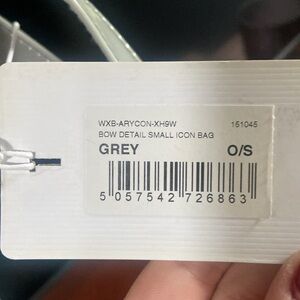 WXB-ARYCON-XH9W 151045
BOW DETAIL SMALL ICON BAG
GREY O/S
5 057542 726863